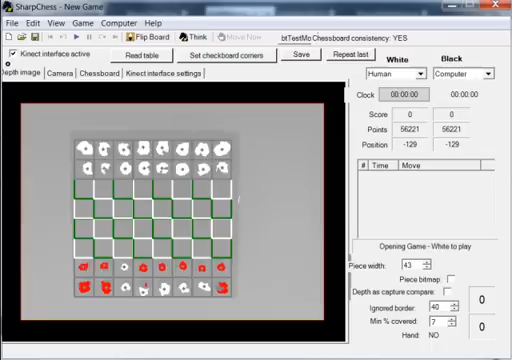 SharpChess - New Game
File Edit View Game Computer Help
Flip Board Think Move Now btTestMo Chessboard consistency: YES
Kinect interface active Read table Set checkboard corners Save Repeat last
Depth image Camera Chessboard Kinect interface settings
White Black
Human Computer
Clock 00:00:00 00:00:00
Score 0 0
Points 56221 56221
Position -129 -129
# Time Move
Opening Game - White to play
Piece width: 43
Piece bitmap:
Depth as capture compare:
Ignored border: 40 0
Min % covered: 7 0
Hand: NO